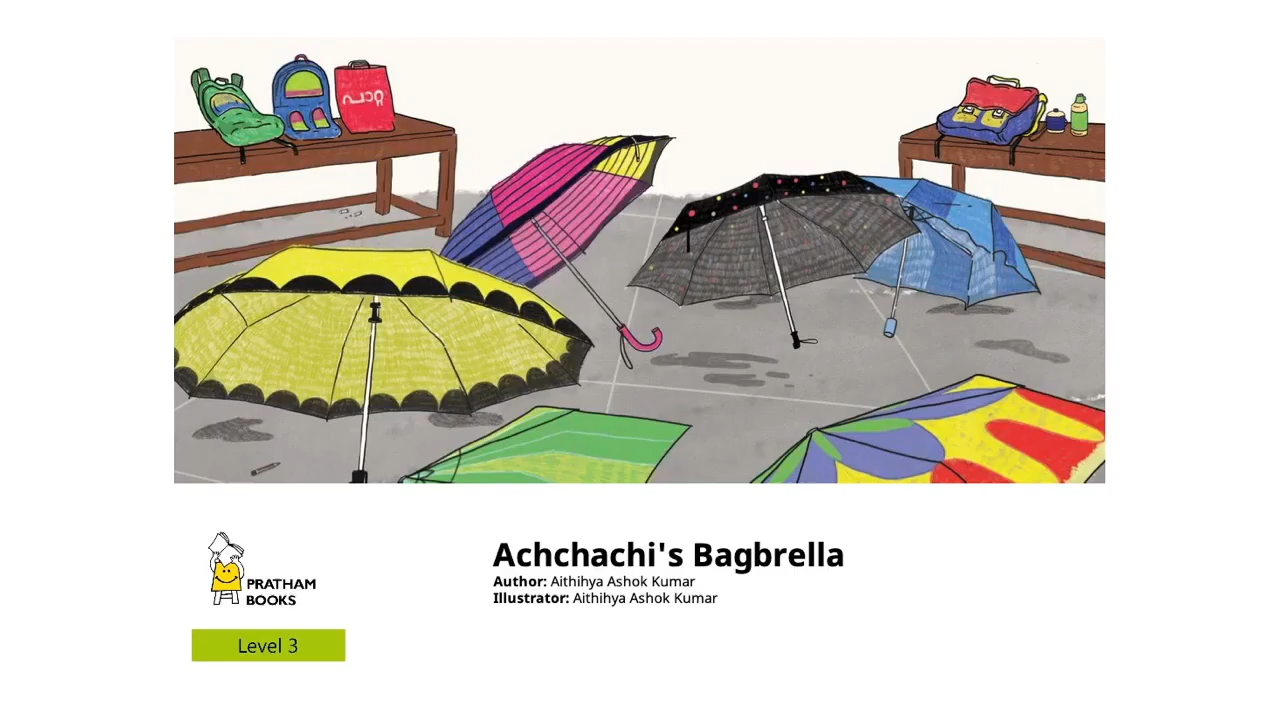 പാറ്റ
Achchachi's Bagbrella
Author: Aithihya Ashok Kumar
Illustrator: Aithihya Ashok Kumar
PRATHAM
BOOKS
Level 3